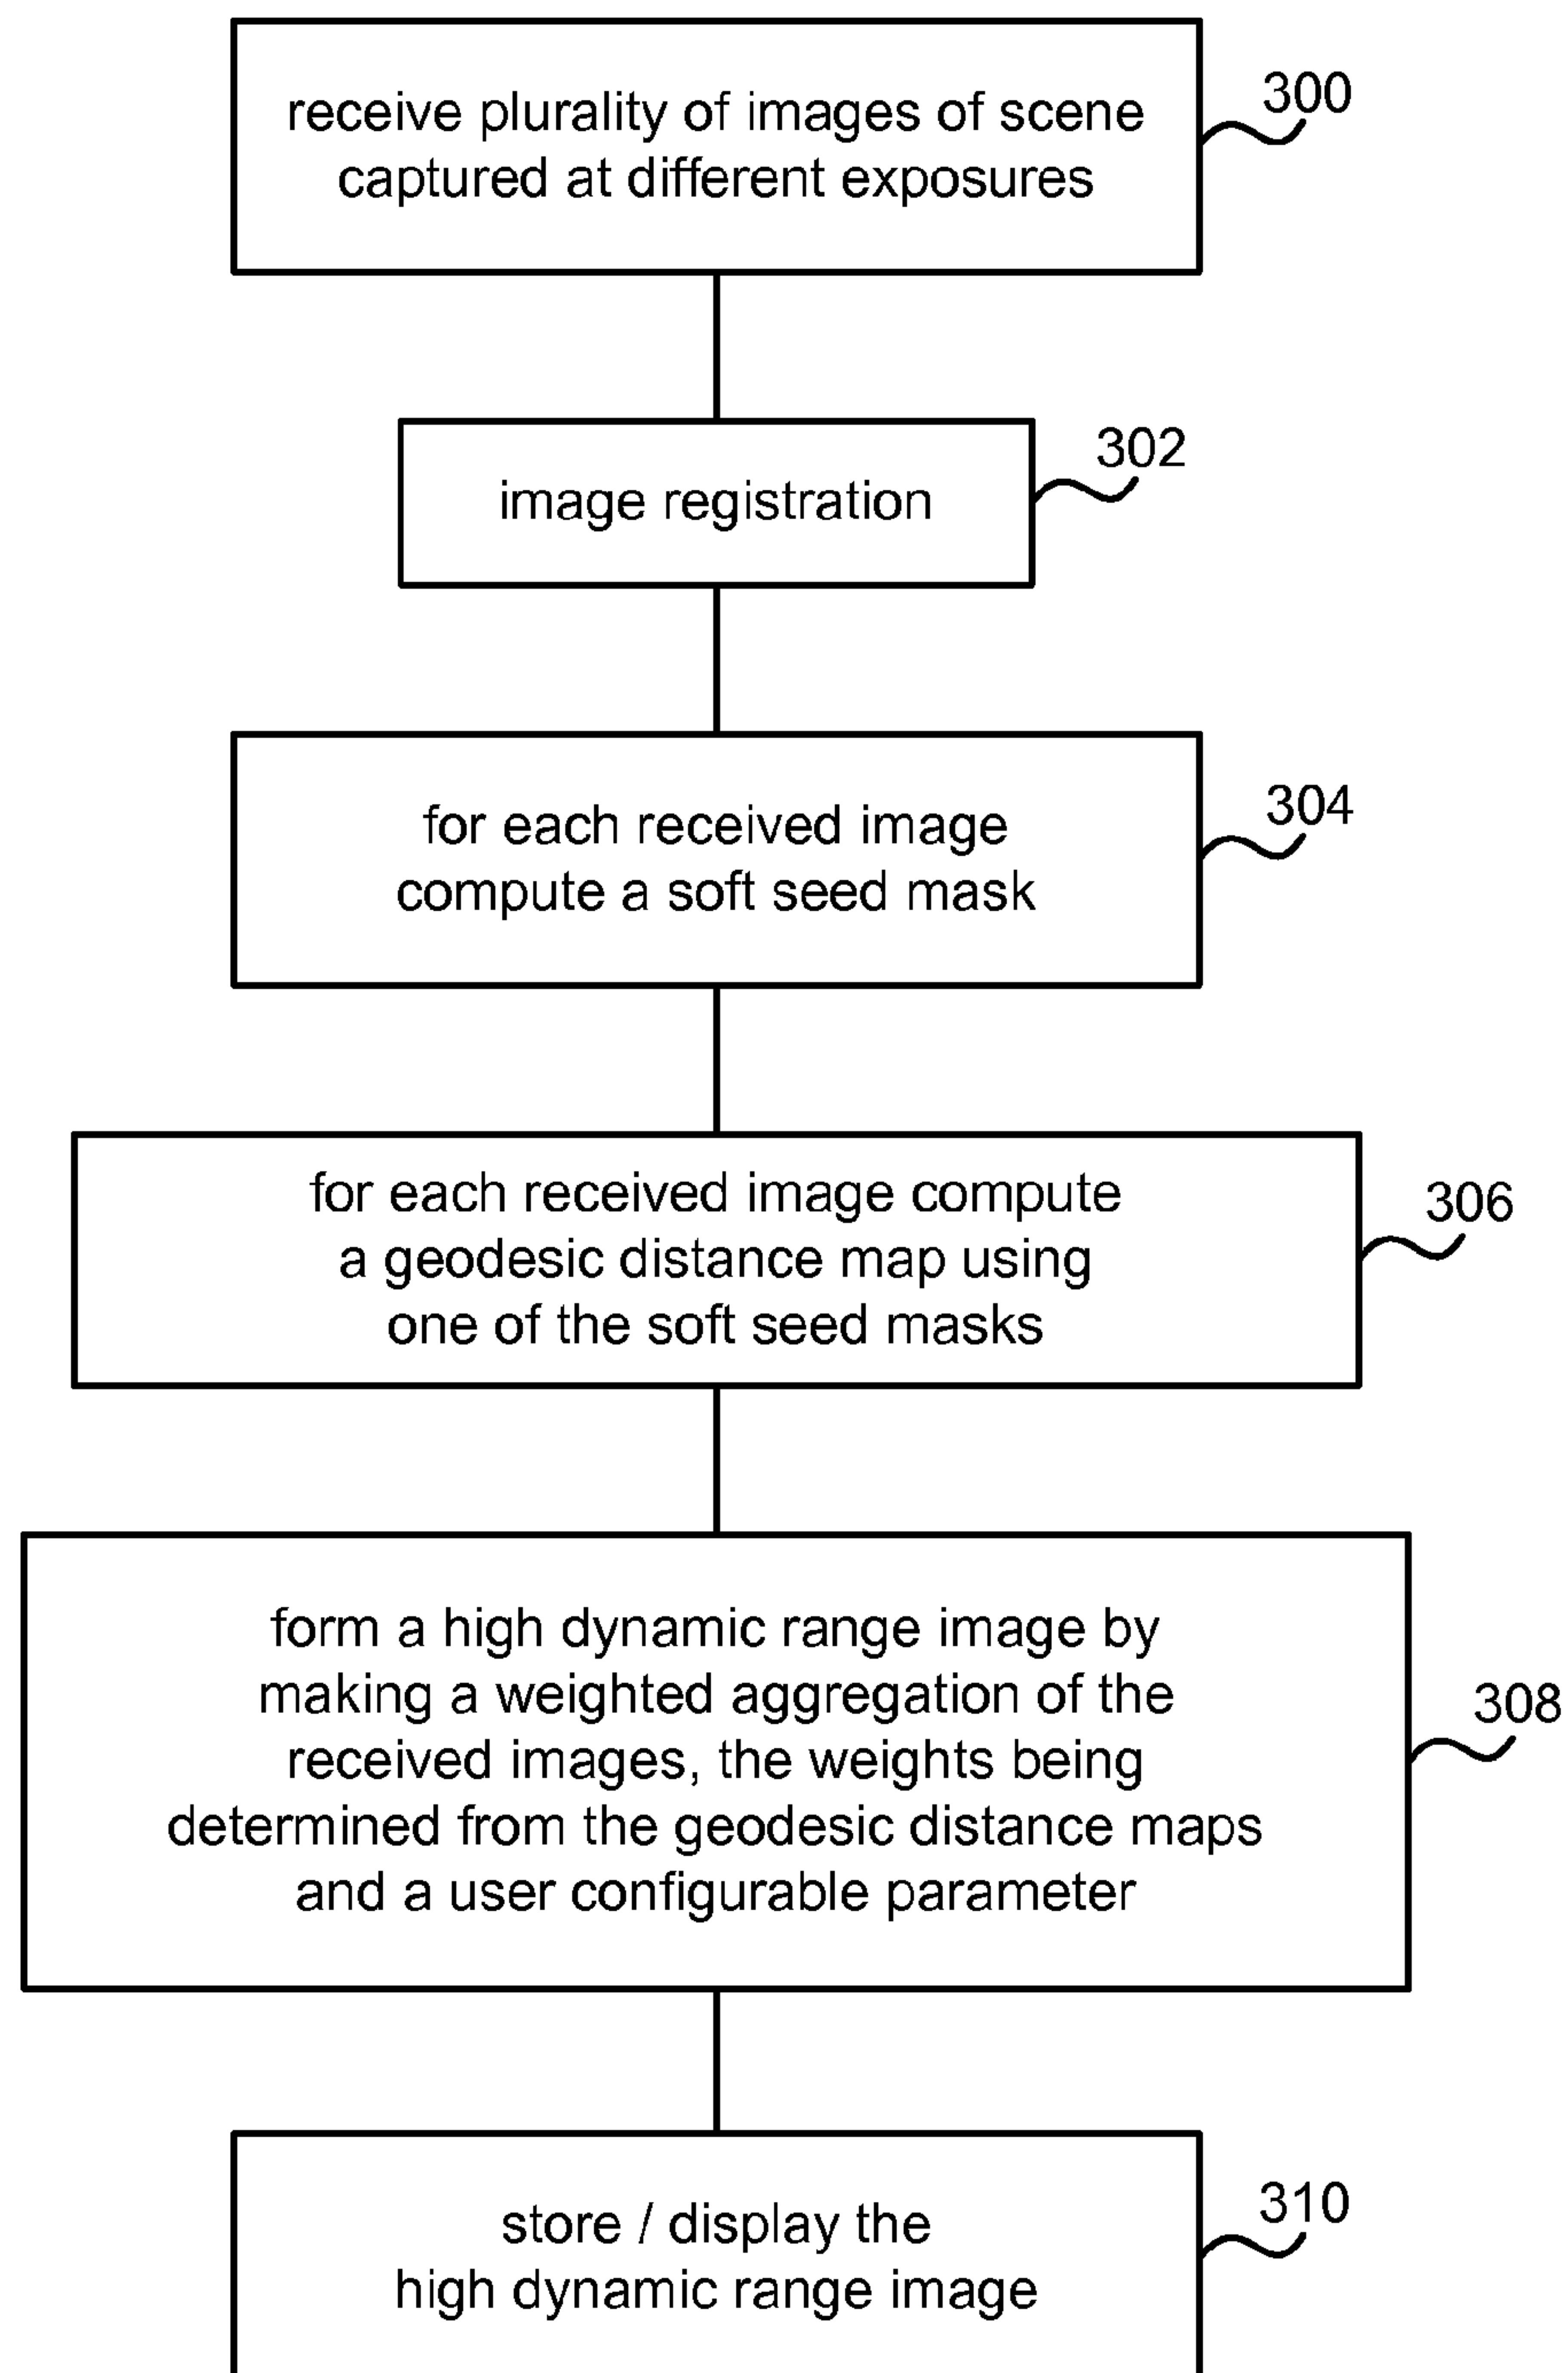 receive plurality of images of scene
captured at different exposures
300
image registration
302
for each received image
compute a soft seed mask
304
for each received image compute
a geodesic distance map using
one of the soft seed masks
306
form a high dynamic range image by
making a weighted aggregation of the
received images, the weights being
determined from the geodesic distance maps
and a user configurable parameter
308
store / display the
high dynamic range image
310